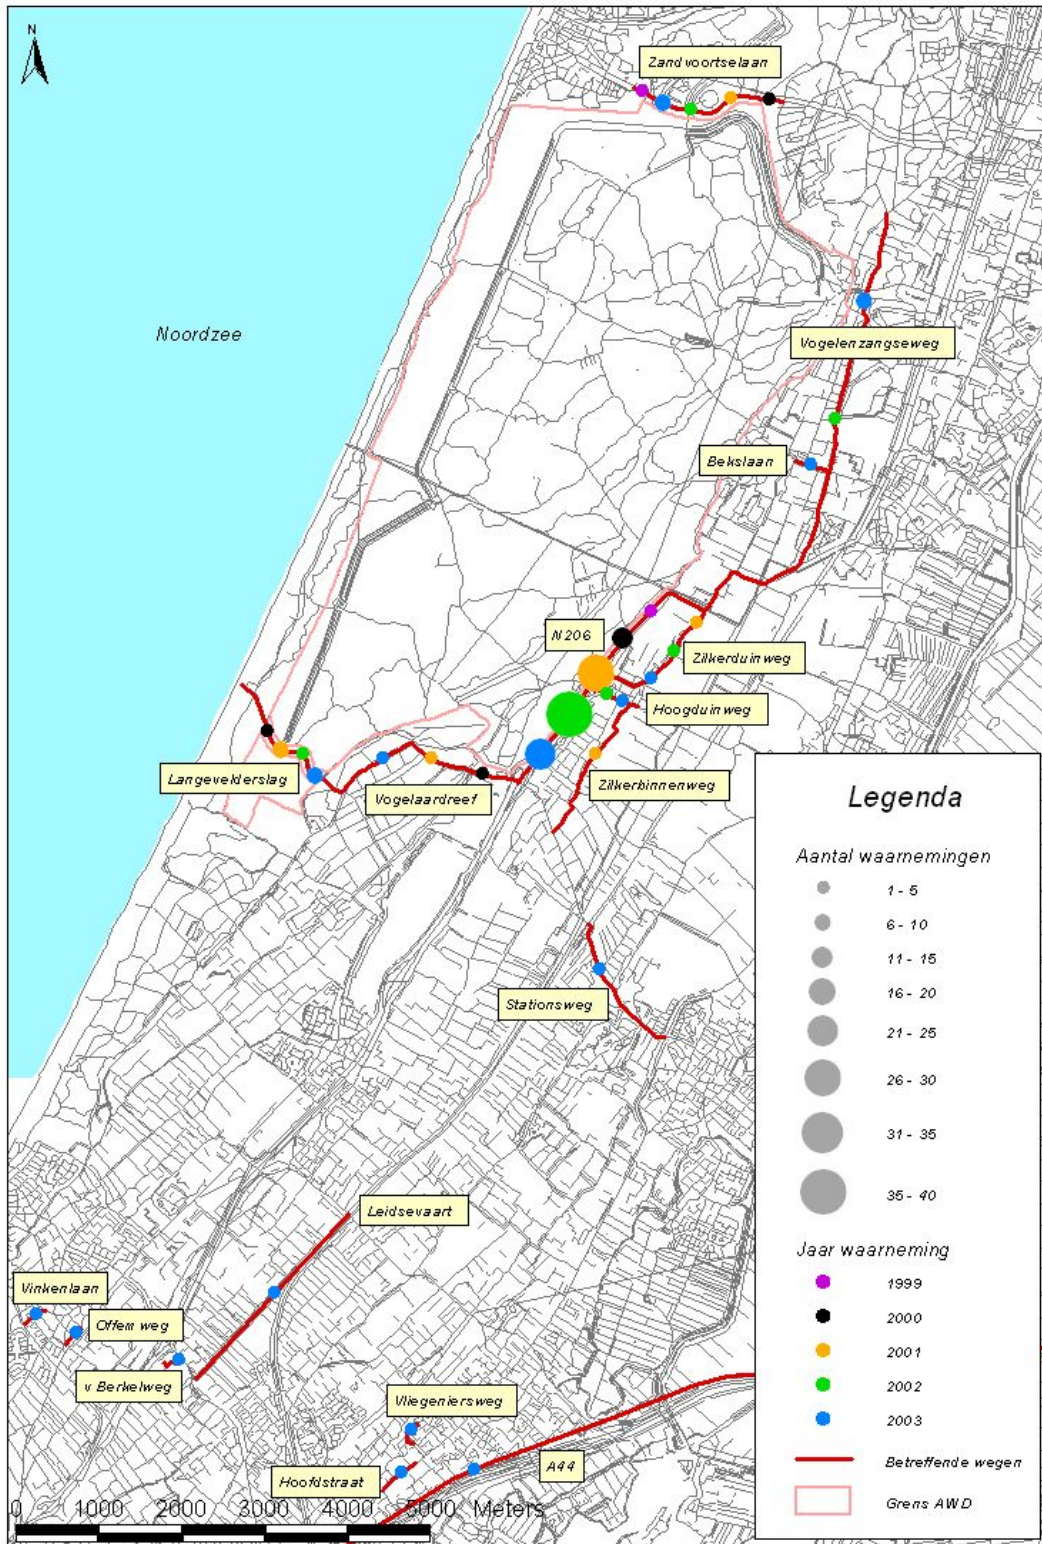 N
Zandvoortselaan
Noordzee
Vogelenzangseweg
Bekslaan
N206
Zilkerduinweg
Hoogduinweg
Langevelderslag
Vogelaardreef
Zilkerbinnenweg
Stationsweg
Leidsevaart
Vinkenlaan
Offem weg
v Berkelweg
Vliegeniersweg
Hoofdstraat
A44
0 1000 2000 3000 4000 5000 Meters
Legenda
Aantal waarnemingen
1 - 5
6 - 10
11 - 15
16 - 20
21 - 25
26 - 30
31 - 35
35 - 40
Jaar waarneming
1999
2000
2001
2002
2003
Betreffende wegen
Grens AWD